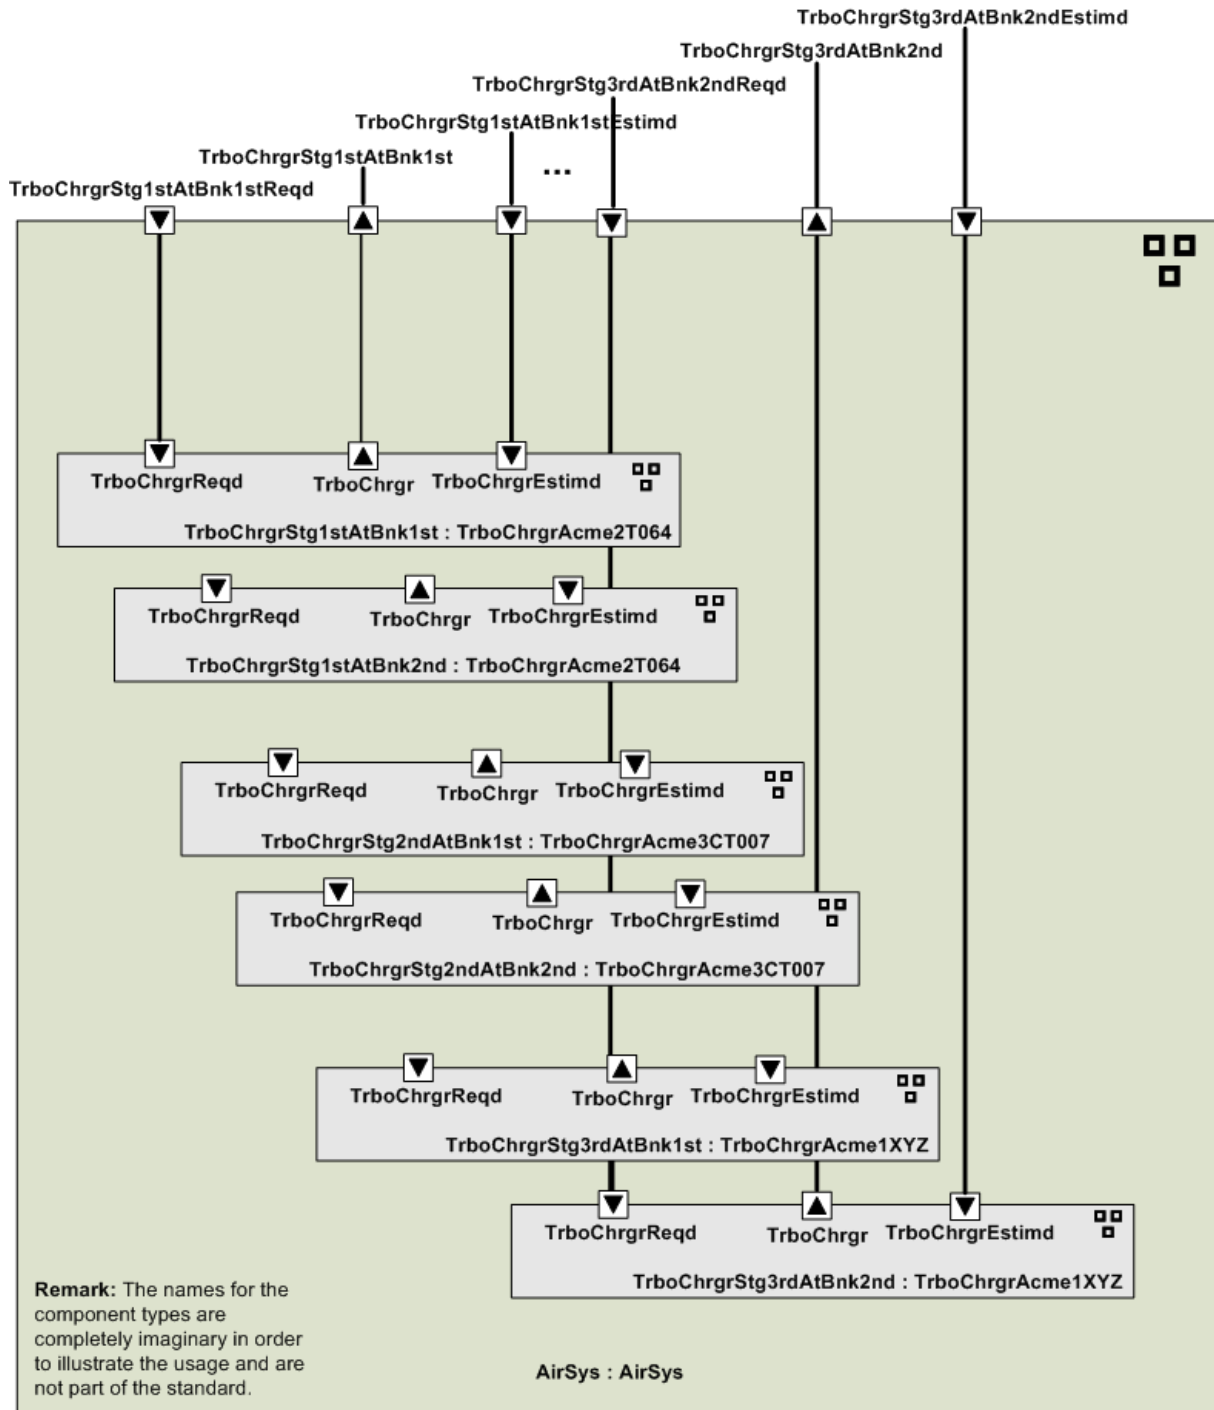 TrboChrgrStg3rdAtBnk2ndEstimd
TrboChrgrStg3rdAtBnk2nd
TrboChrgrStg3rdAtBnk2ndReqd
TrboChrgrStg1stAtBnk1stEstimd
TrboChrgrStg1stAtBnk1st
...
TrboChrgrStg1stAtBnk1stReqd
TrboChrgrReqd TrboChrgr TrboChrgrEstimd
TrboChrgrStg1stAtBnk1st : TrboChrgrAcme2T064
TrboChrgrReqd TrboChrgr TrboChrgrEstimd
TrboChrgrStg1stAtBnk2nd : TrboChrgrAcme2T064
TrboChrgrReqd TrboChrgr TrboChrgrEstimd
TrboChrgrStg2ndAtBnk1st : TrboChrgrAcme3CT007
TrboChrgrReqd TrboChrgr TrboChrgrEstimd
TrboChrgrStg2ndAtBnk2nd : TrboChrgrAcme3CT007
TrboChrgrReqd TrboChrgr TrboChrgrEstimd
TrboChrgrStg3rdAtBnk1st : TrboChrgrAcme1XYZ
TrboChrgrReqd TrboChrgr TrboChrgrEstimd
TrboChrgrStg3rdAtBnk2nd : TrboChrgrAcme1XYZ
Remark: The names for the
component types are
completely imaginary in order
to illustrate the usage and are
not part of the standard.
AirSys : AirSys